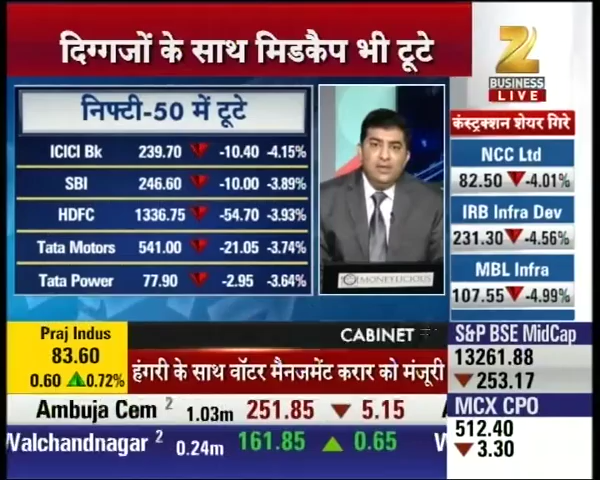 दिग्गजों के साथ मिडकैप भी टूटे
Z
BUSINESS
LIVE
निफ्टी-50 में टूटे
ICICI Bk 239.70 -10.40 -4.15%
SBI 246.60 -10.00 -3.89%
HDFC 1336.75 -54.70 -3.93%
Tata Motors 541.00 -21.05 -3.74%
Tata Power 77.90 -2.95 -3.64%
MONEYLICIOUS
कंस्ट्रक्शन शेयर गिरे
NCC Ltd
82.50 -4.01%
IRB Infra Dev
231.30 -4.56%
MBL Infra
107.55 -4.99%
Praj Indus
83.60
0.60 0.72%
CABINET
हंगरी के साथ वॉटर मैनजमेंट करार को मंजूरी
S&P BSE MidCap
13261.88
253.17
Ambuja Cem 2 1.03m 251.85 5.15
Walchandnagar 2 0.24m 161.85 0.65 W
MCX CPO
512.40
3.30